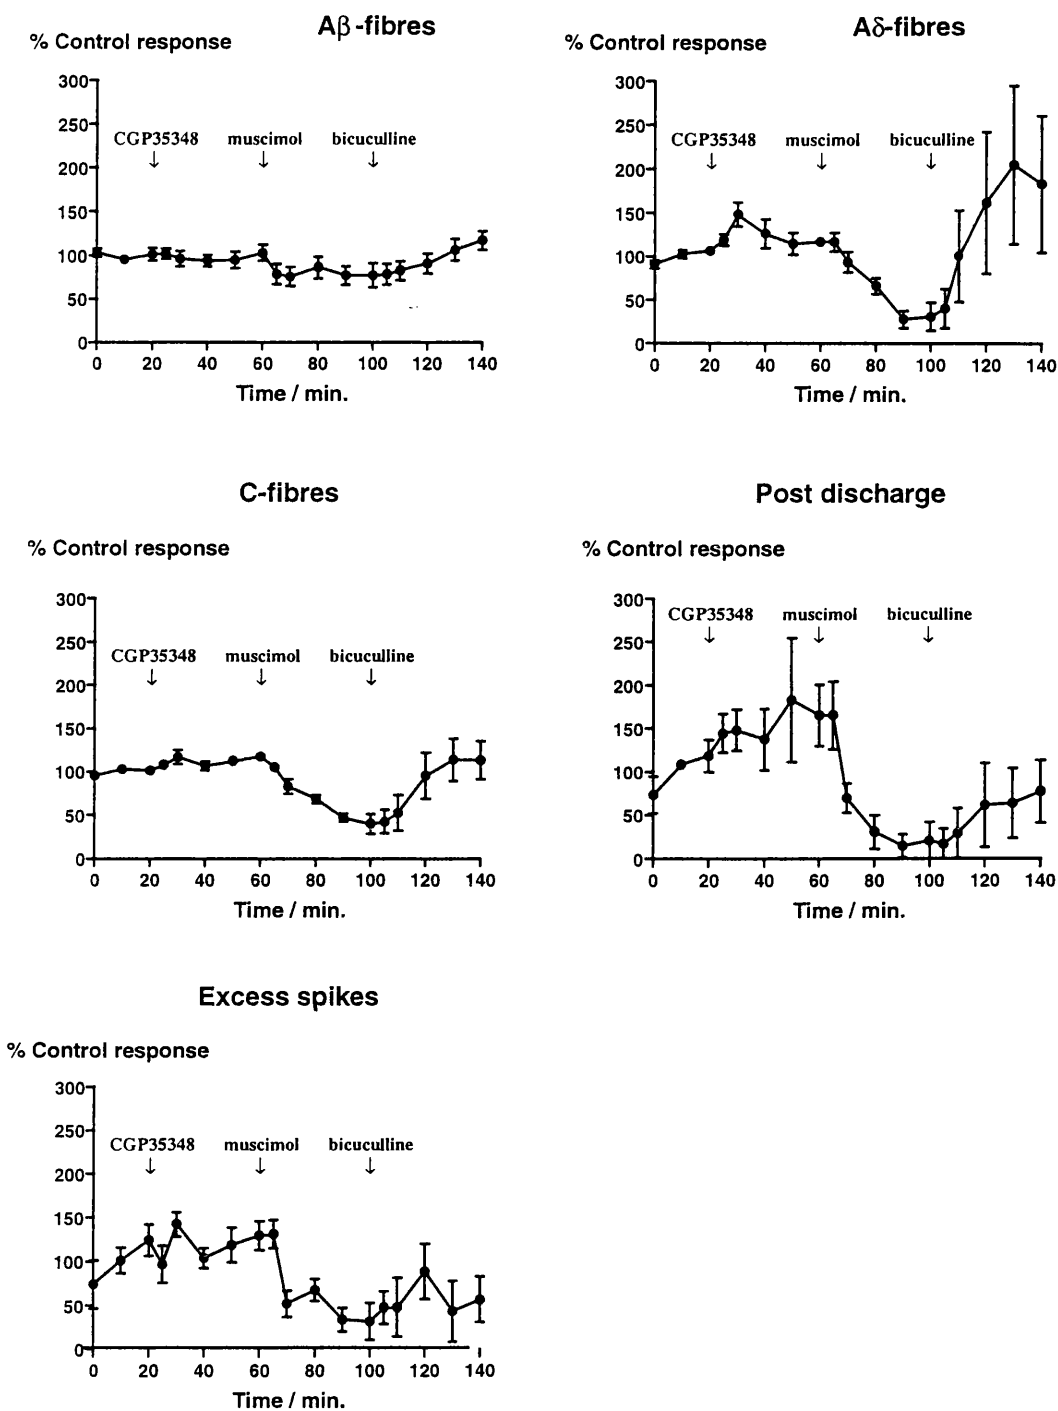 Aβ-fibres
% Control response
300
250
CGP35348 muscimol bicuculline
↓ ↓ ↓
200
150
100
50
0
0 20 40 60 80 100 120 140
Time / min.
Aδ-fibres
% Control response
300
250
CGP35348 muscimol bicuculline
↓ ↓ ↓
200
150
100
50
0
0 20 40 60 80 100 120 140
Time / min.
C-fibres
% Control response
300
250
CGP35348 muscimol bicuculline
↓ ↓ ↓
200
150
100
50
0
0 20 40 60 80 100 120 140
Time / min.
Post discharge
% Control response
300
CGP35348 muscimol bicuculline
↓ ↓ ↓
250
200
150
100
50
0
0 20 40 60 80 100 120 140
Time / min.
Excess spikes
% Control response
300
250
CGP35348 muscimol bicuculline
↓ ↓ ↓
200
150
100
50
0
0 20 40 60 80 100 120 140
Time / min.